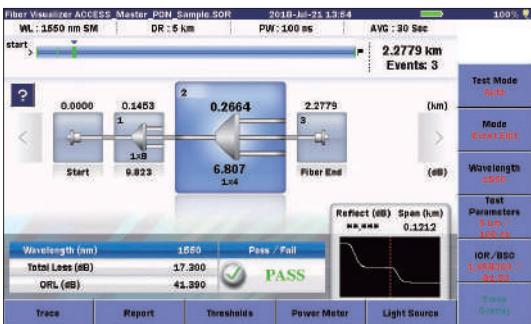 Fiber Visualizer ACCESS_Master_PON_Sample.SOR 2018-Jul-21 13:54 100%
WL : 1550 nm SM DR : 5 km PW : 100 ns AVG : 30 Sec
start
2.2779 km
Events: 3
?
0.0000 0.1453 0.2664 2.2779 (km)
1 2 3
1x8 1x4
Start 9.823 6.807 Fiber End (dB)
Reflect (dB) Span (km)
**.*** 0.1212
Wavelength (nm) 1550 Pass / Fail
Total Loss (dB) 17.300 PASS
ORL (dB) 41.390
Trace Report Thresholds Power Meter Light Source
Test Mode
Auto
Mode
Wavelength
1550
Test
Parameters
IOR/BSC
Trace
Overlay